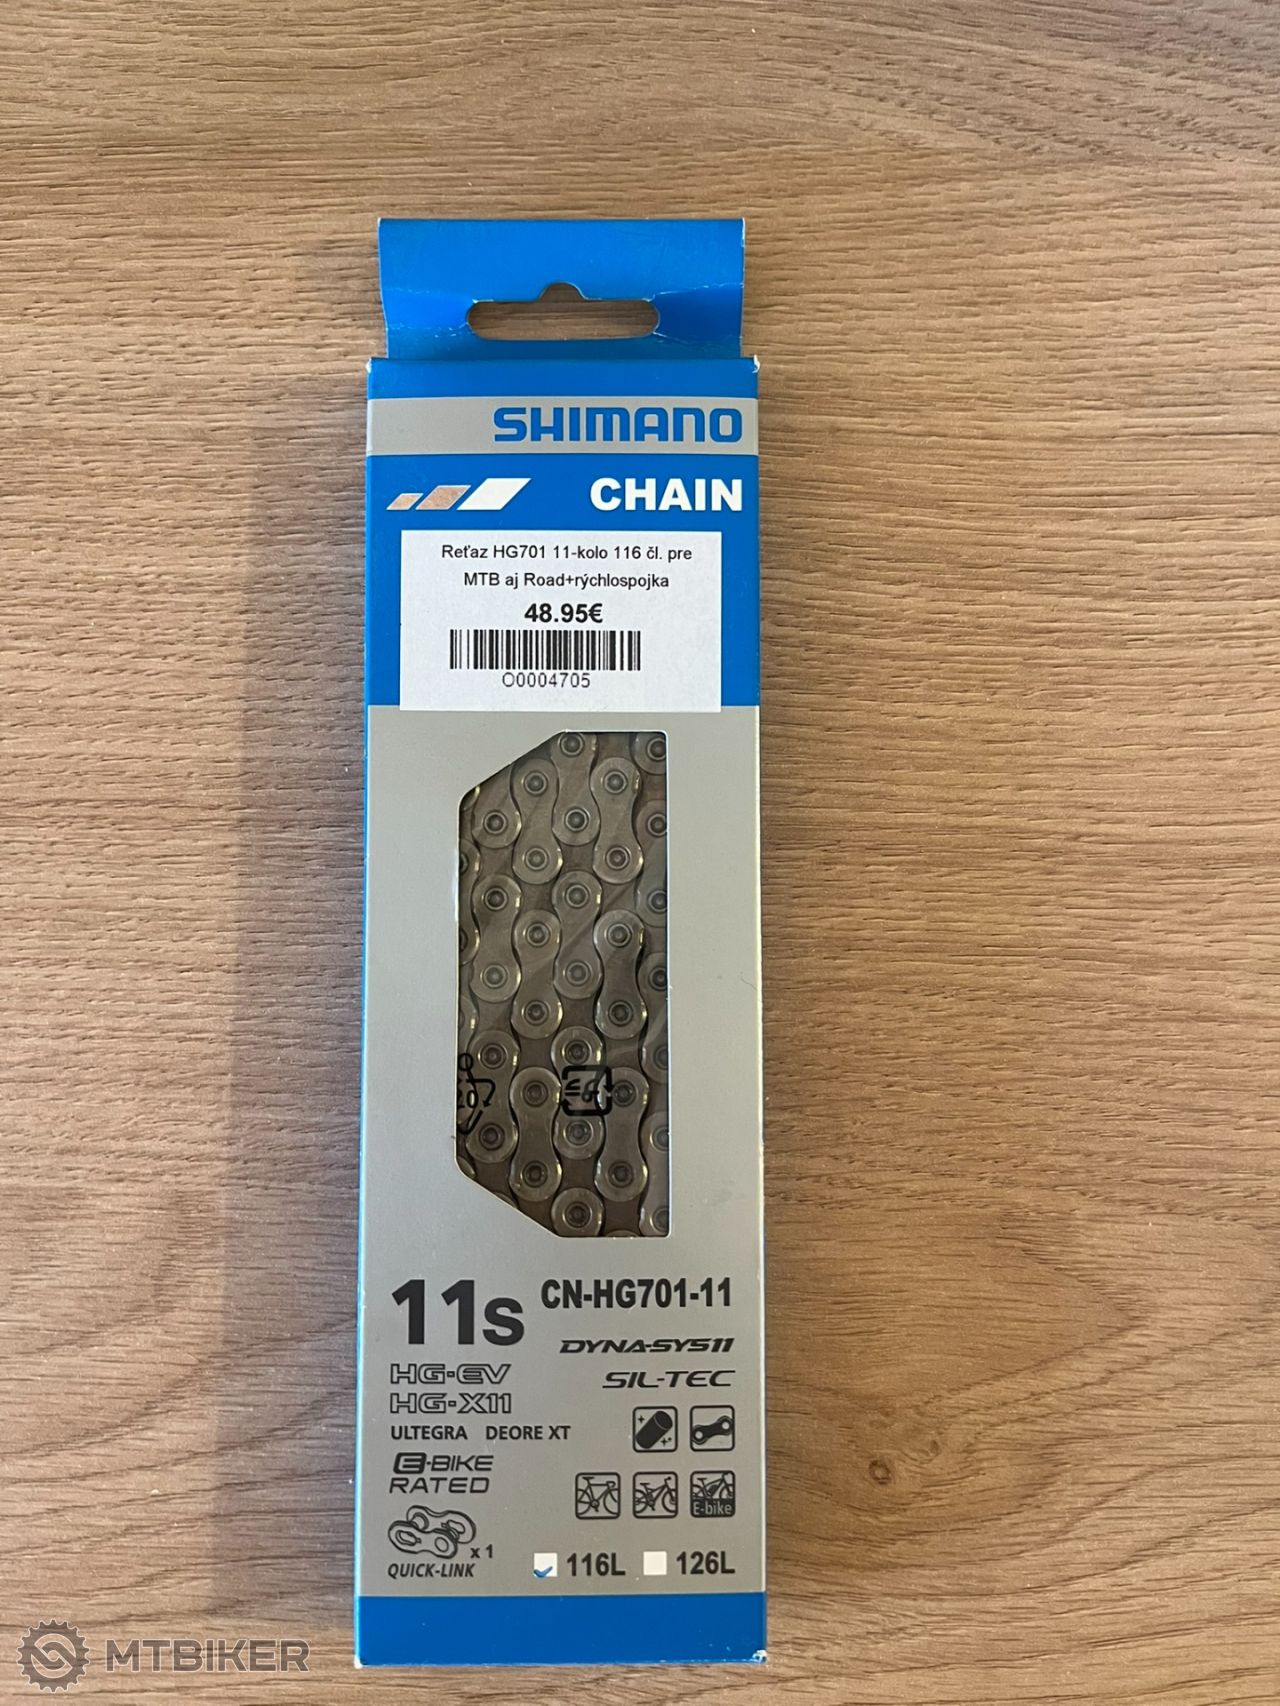 SHIMANO
CHAIN
Reťaz HG701 11-kolo 116 čl. pre
MTB aj Road+rýchlospojka
48.95€
O0004705
20
11s CN-HG701-11
DYNA-SYS11
HG-EV SIL-TEC
HG-X11
ULTEGRA DEORE XT
E-BIKE
RATED
E-bike
x 1
QUICK-LINK
116L 126L
MTBIKER